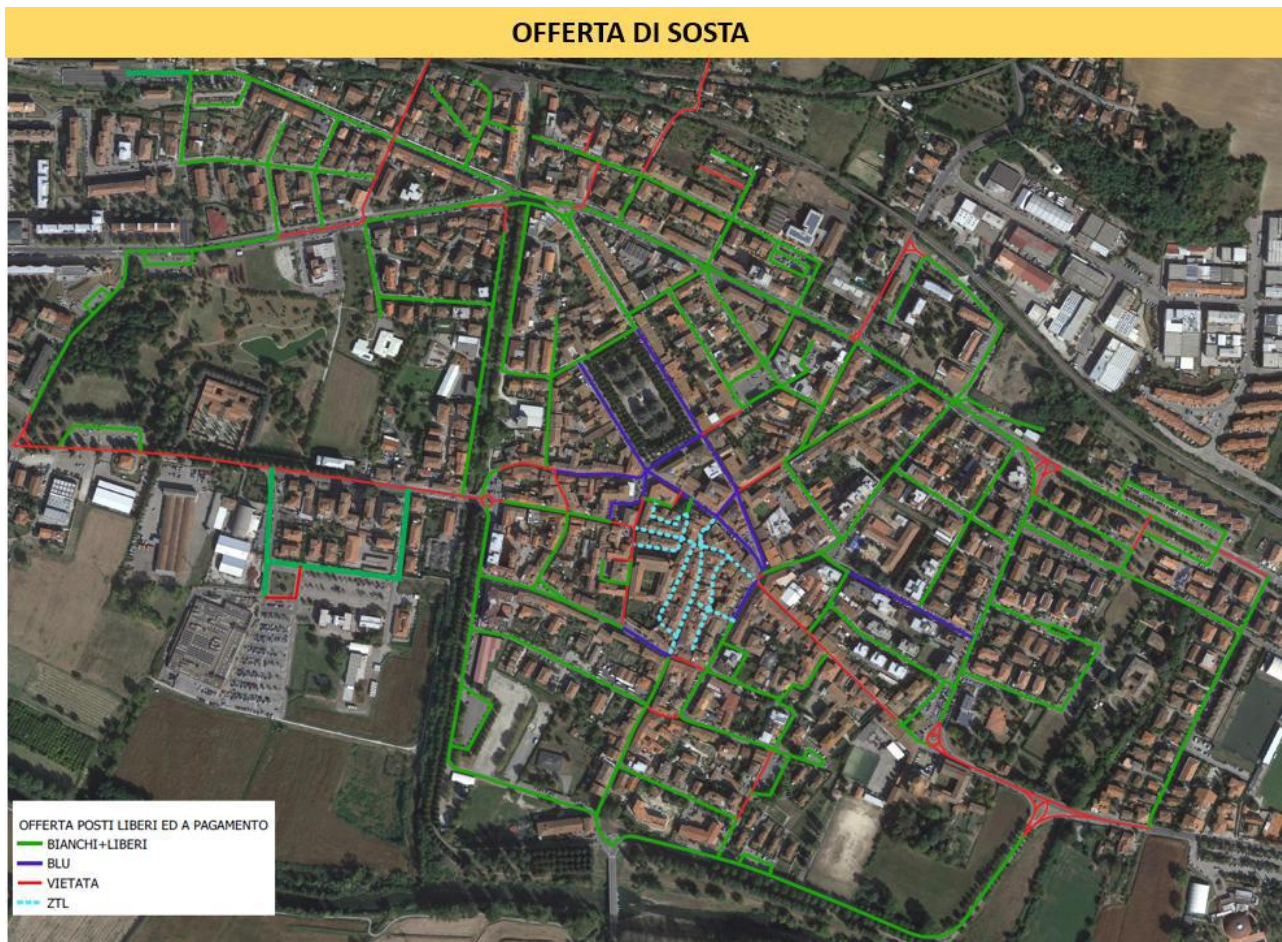 OFFERTA DI SOSTA
OFFERTA POSTI LIBERI ED A PAGAMENTO
BIANCHI+LIBERI
BLU
VIETATA
ZTL